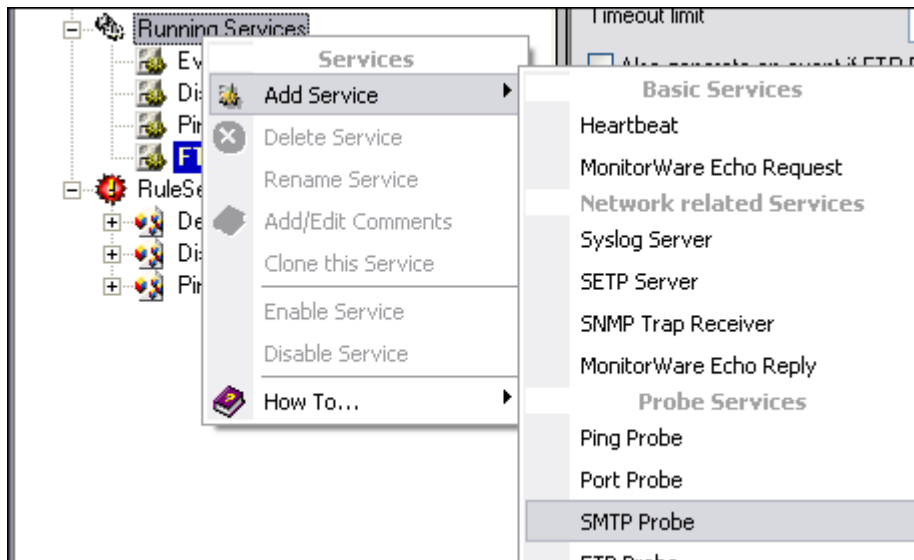 Running Services
Timeout limit
Services
Add Service
Delete Service
Rename Service
Add/Edit Comments
Clone this Service
Enable Service
Disable Service
How To...
Basic Services
Heartbeat
MonitorWare Echo Request
Network related Services
Syslog Server
SETP Server
SNMP Trap Receiver
MonitorWare Echo Reply
Probe Services
Ping Probe
Port Probe
SMTP Probe